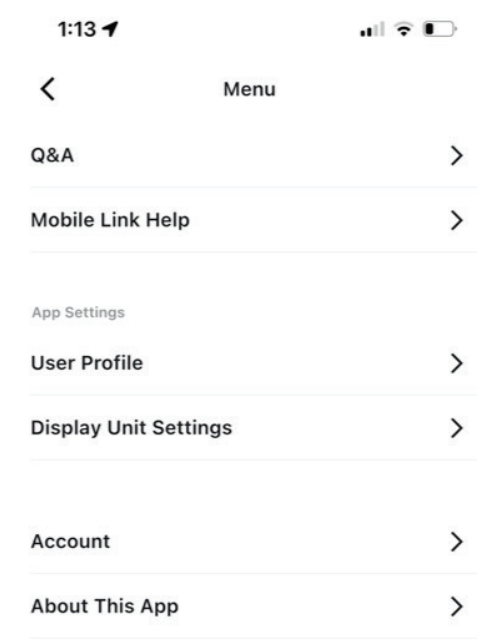 1:13
Menu
Q&A
Mobile Link Help
App Settings
User Profile
Display Unit Settings
Account
About This App